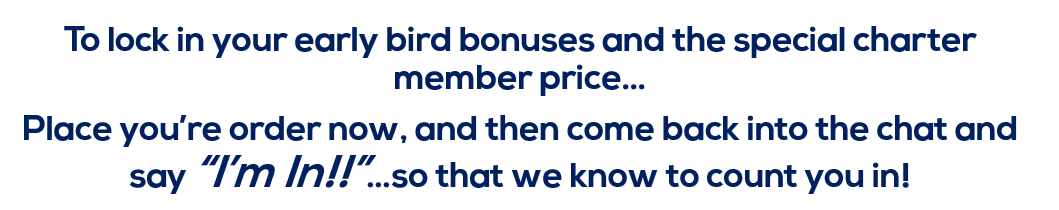 To lock in your early bird bonuses and the special charter
member price...
Place you're order now, and then come back into the chat and
say “I'm In!!”...so that we know to count you in!